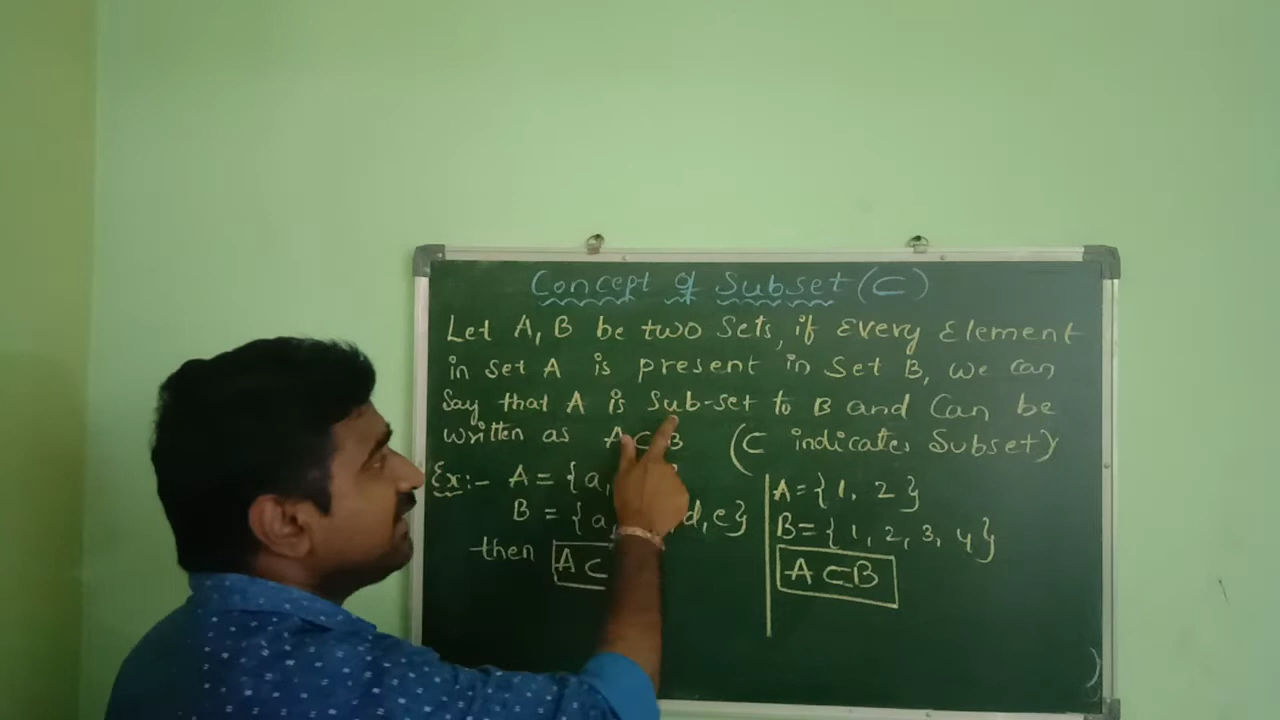 Concept of Subset (⊂)
Let A, B be two Sets, if Every Element
in set A is present in Set B, we can
Say that A is Sub-set to B and Can be
written as A⊂B (⊂ indicates Subset)
Ex:- A = {a,
B = {a, d, e}
then A ⊂
A={1, 2}
B={1, 2, 3, 4}
A ⊂ B